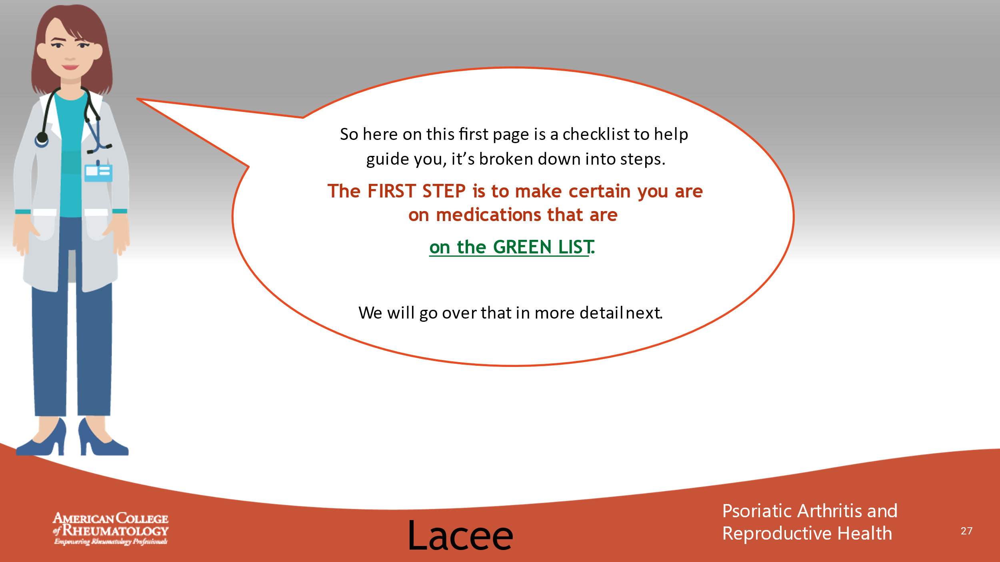 So here on this first page is a checklist to help
guide you, it’s broken down into steps.
The FIRST STEP is to make certain you are
on medications that are
on the GREEN LIST.
We will go over that in more detail next.
AMERICAN COLLEGE
of RHEUMATOLOGY
Empowering Rheumatology Professionals
Lacee
Psoriatic Arthritis and
Reproductive Health
27